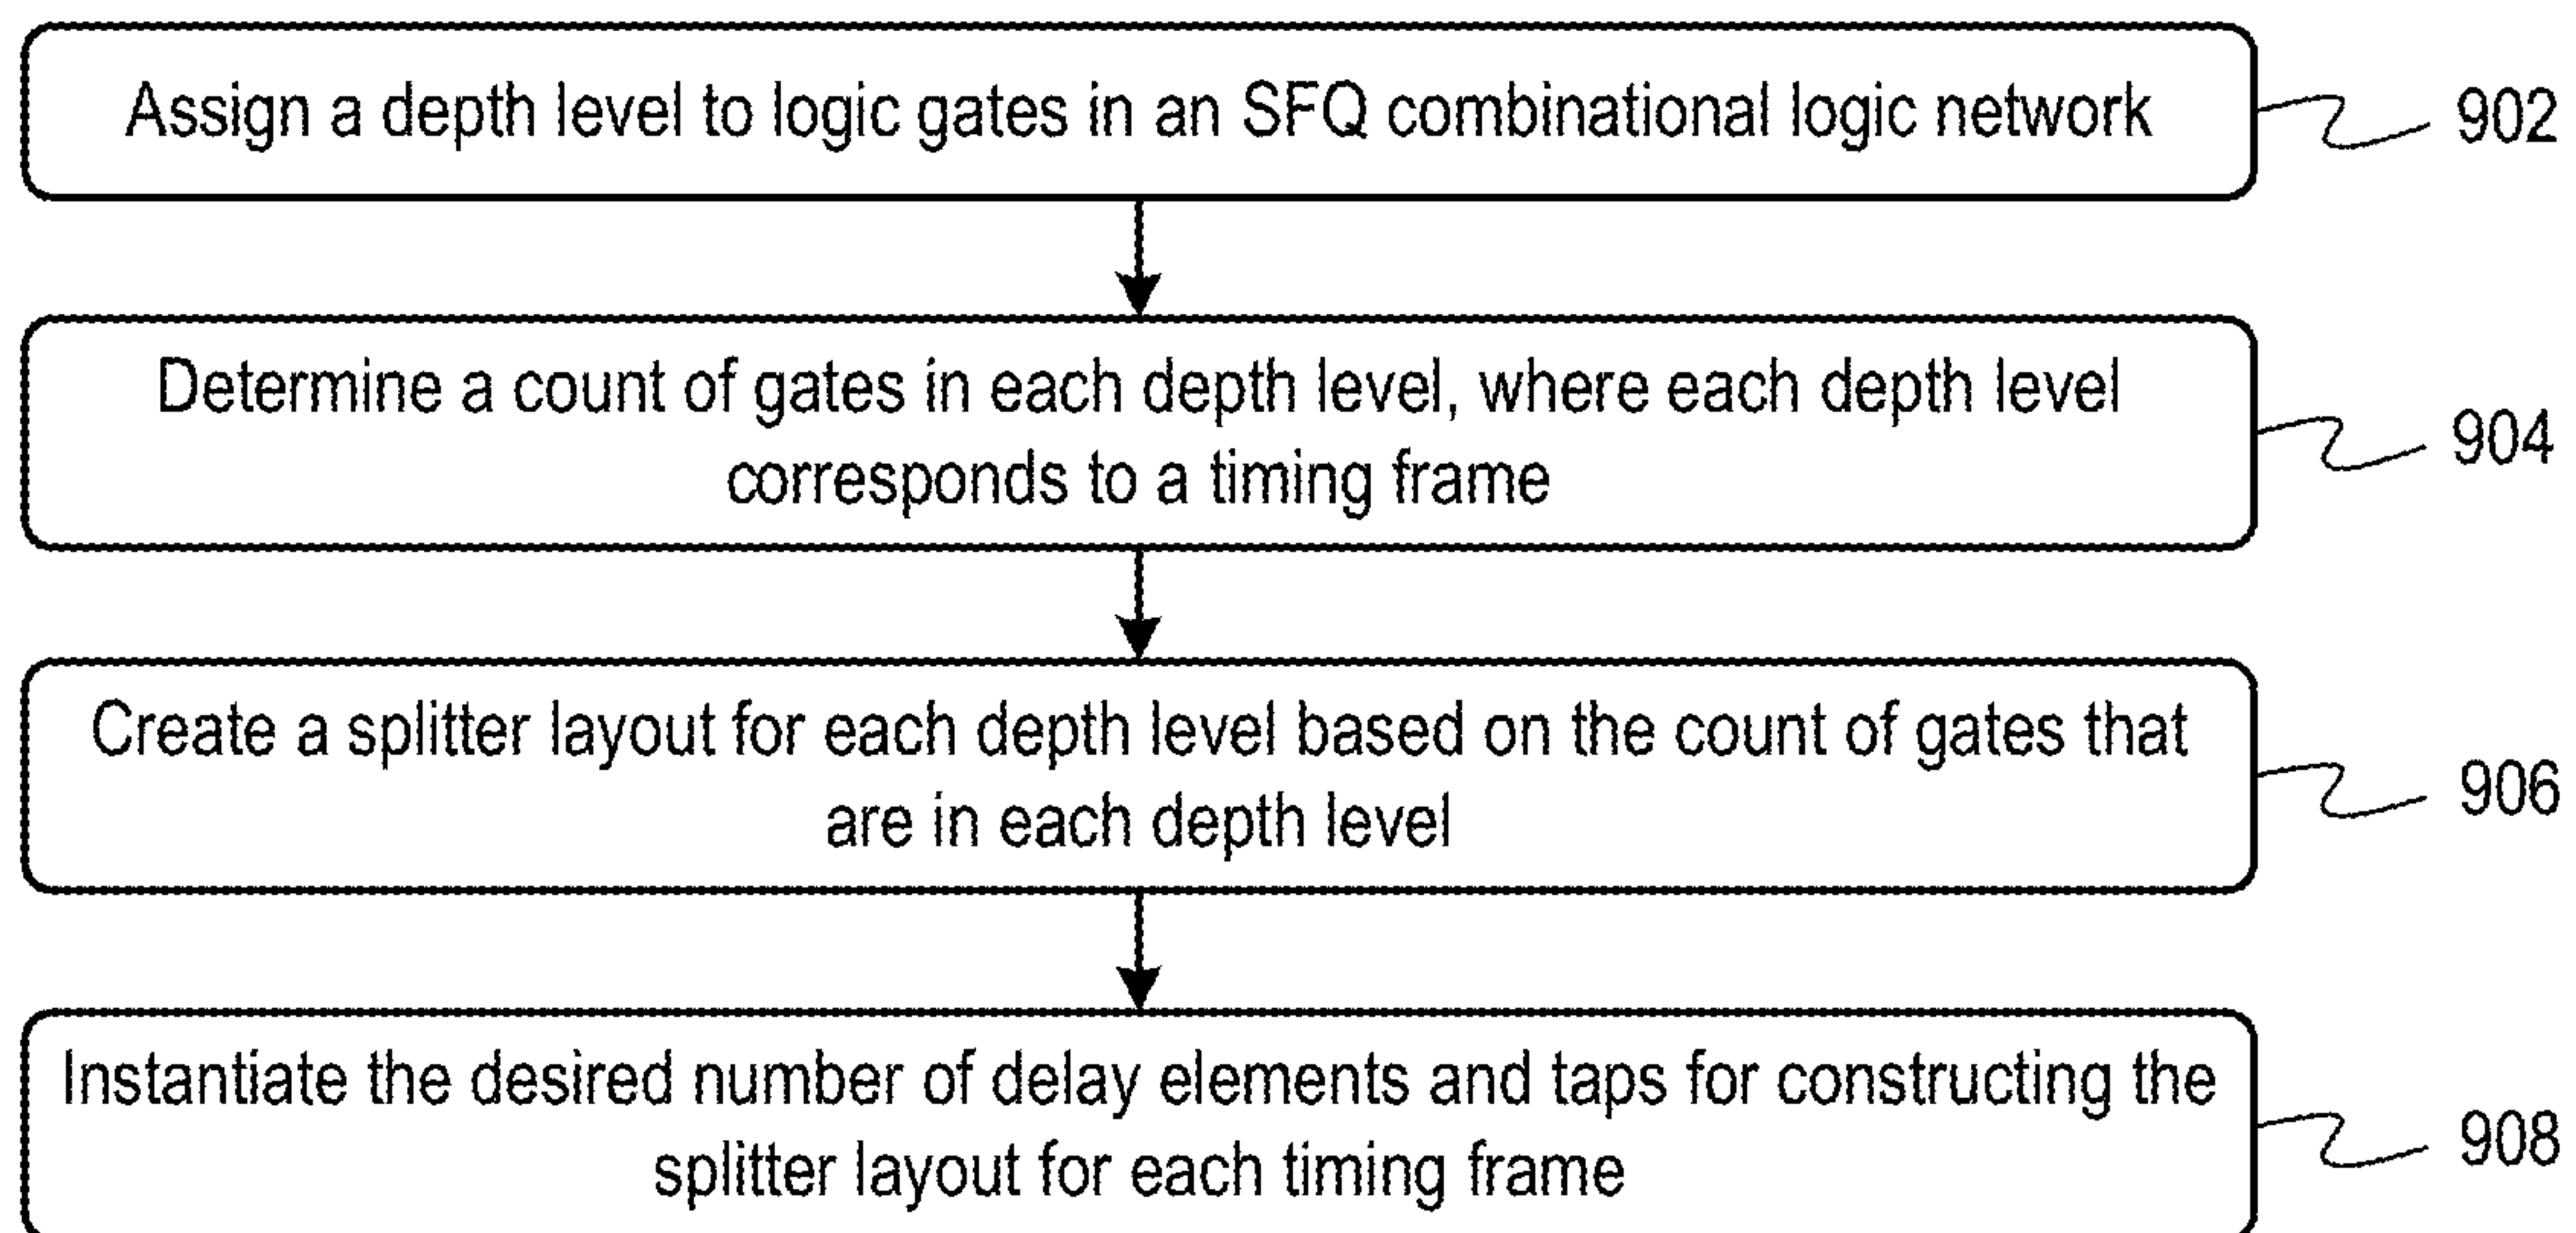 Assign a depth level to logic gates in an SFQ combinational logic network
902
Determine a count of gates in each depth level, where each depth level
corresponds to a timing frame
904
Create a splitter layout for each depth level based on the count of gates that
are in each depth level
906
Instantiate the desired number of delay elements and taps for constructing the
splitter layout for each timing frame
908